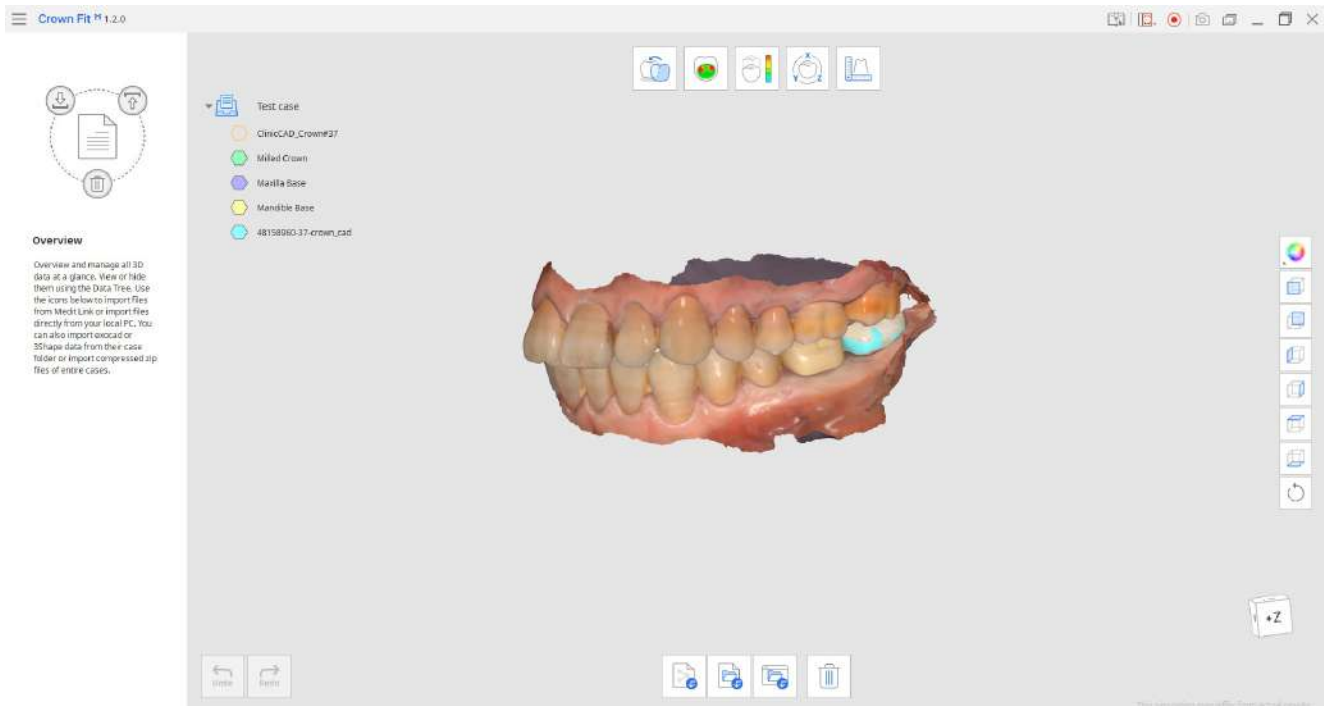 Crown Fit M 1.2.0
Test case
ClinicCAD_Crown#37
Milled Crown
Maxilla Base
Mandible Base
48158960-37-crown_cad
Overview
Overview and manage all 3D
data at a glance. View or hide
them using the Data Tree. Use
the icons below to import files
from Medit Link or import files
directly from your local PC. You
can also import exocad or
3Shape data from their case
folder or import compressed zip
files of entire cases.
X
Y
Z
+Z
Undo
Redo